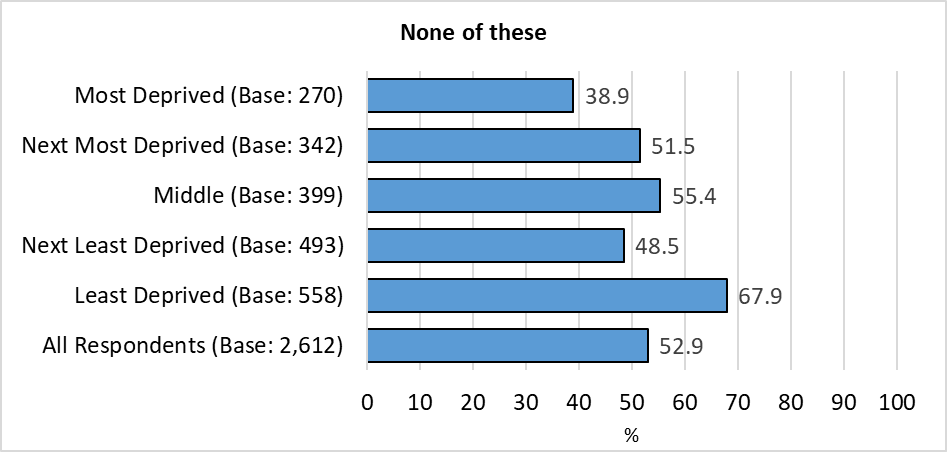 None of these
Most Deprived (Base: 270)
38.9
Next Most Deprived (Base: 342)
51.5
Middle (Base: 399)
55.4
Next Least Deprived (Base: 493)
48.5
Least Deprived (Base: 558)
67.9
All Respondents (Base: 2,612)
52.9
0 10 20 30 40 50 60 70 80 90 100
%